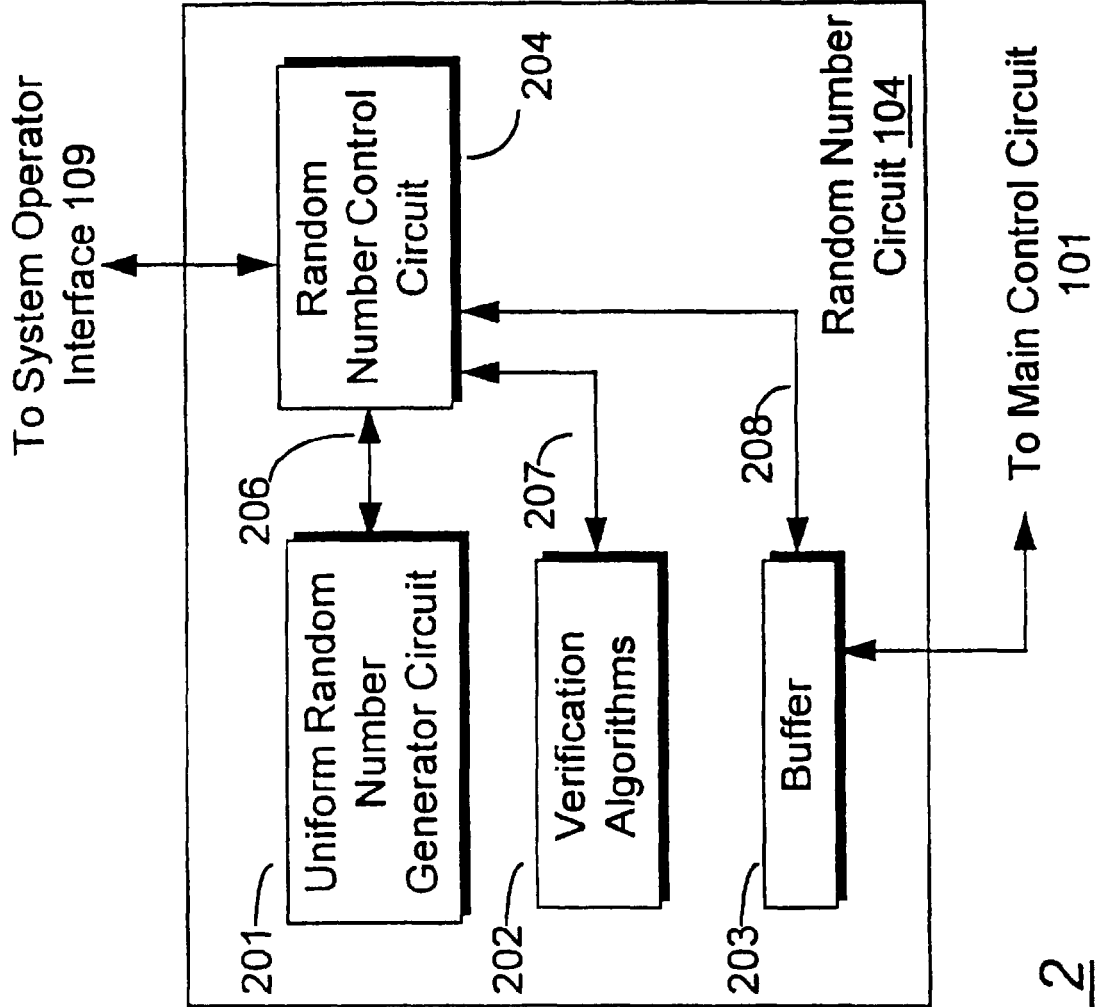 To System Operator
Interface 109
201
Uniform Random
Number
Generator Circuit
206
Random
Number Control
Circuit
204
202
Verification
Algorithms
207
203
Buffer
208
Random Number
Circuit 104
To Main Control Circuit
101
2